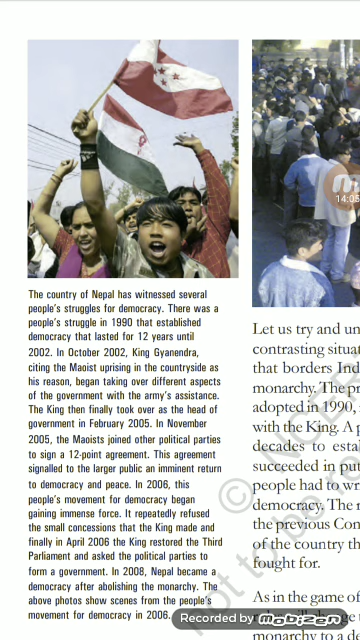 The country of Nepal has witnessed several
people's struggles for democracy. There was a
people's struggle in 1990 that established
democracy that lasted for 12 years until
2002. In October 2002, King Gyanendra,
citing the Maoist uprising in the countryside as
his reason, began taking over different aspects
of the government with the army's assistance.
The King then finally took over as the head of
government in February 2005. In November
2005, the Maoists joined other political parties
to sign a 12-point agreement. This agreement
signalled to the larger public an imminent return
to democracy and peace. In 2006, this
people's movement for democracy began
gaining immense force. It repeatedly refused
the small concessions that the King made and
finally in April 2006 the King restored the Third
Parliament and asked the political parties to
form a government. In 2008, Nepal became a
democracy after abolishing the monarchy. The
above photos show scenes from the people's
movement for democracy in 2006.
14:05
Let us try and un
contrasting situat
that borders Ind
monarchy. The pr
adopted in 1990,
with the King. A p
decades to estal
succeeded in put
people had to wr
democracy. The r
the previous Con
of the country th
fought for.
As in the game of
monarchy to a de
© NCERT
not to be
Recorded by mobizen